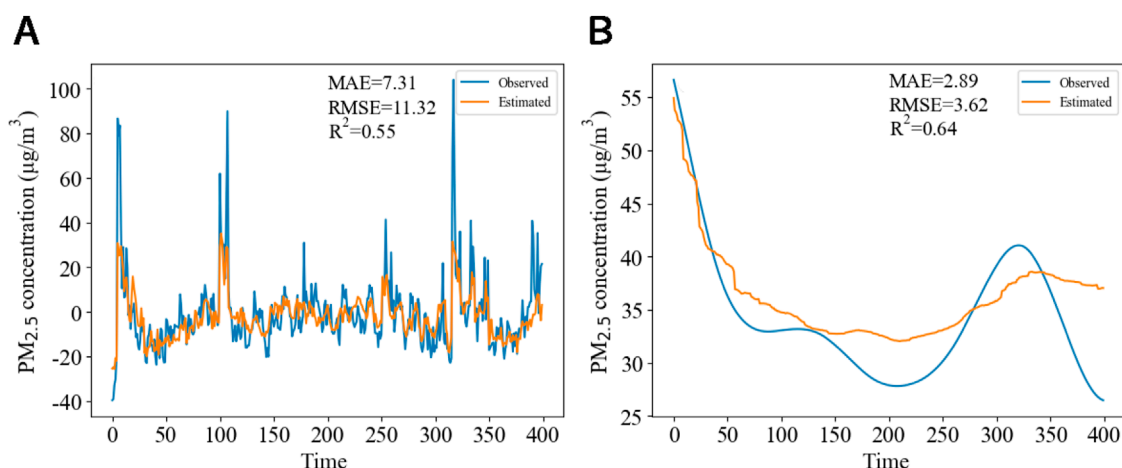 A
MAE=7.31
RMSE=11.32
R²=0.55
Observed
Estimated
PM₂.₅ concentration (μg/m³)
100
80
60
40
20
0
-20
-40
0
50
100
150
200
250
300
350
400
Time
B
MAE=2.89
RMSE=3.62
R²=0.64
Observed
Estimated
PM₂.₅ concentration (μg/m³)
55
50
45
40
35
30
25
0
50
100
150
200
250
300
350
400
Time